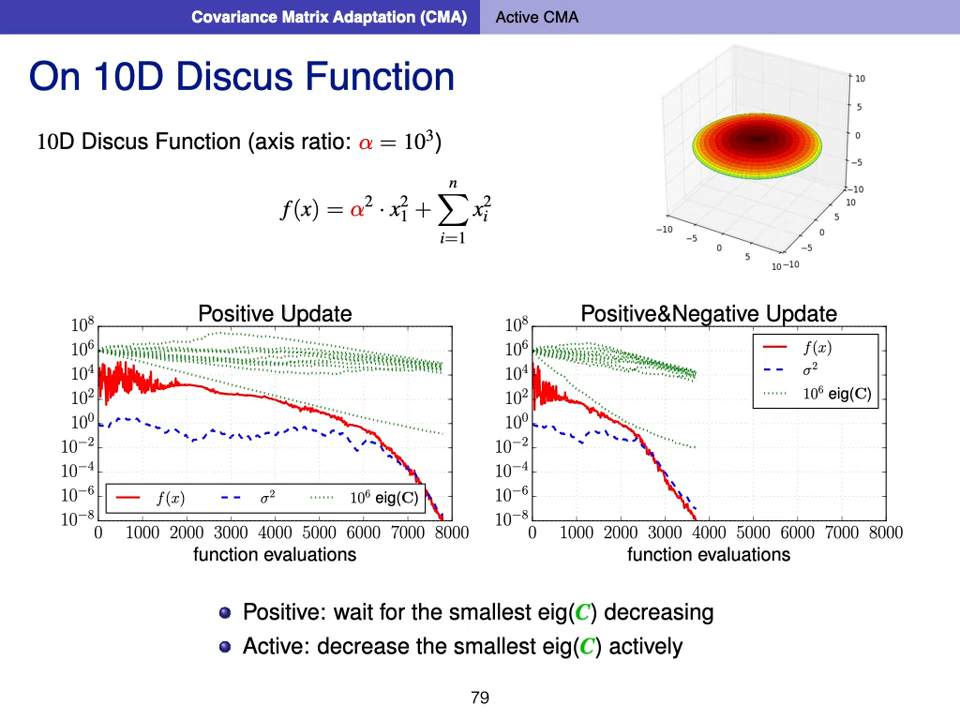 Covariance Matrix Adaptation (CMA) Active CMA
On 10D Discus Function
10D Discus Function (axis ratio: α = 10³)
f(x) = α² · x₁² + ∑ᵢ₌₁ⁿ xᵢ²
10
5
0
−5
−10
−10
−5
0
5
10
10
5
0
−5
−10
Positive Update
10⁸
10⁶
10⁴
10²
10⁰
10⁻²
10⁻⁴
10⁻⁶
10⁻⁸
f(x) σ² 10⁶ eig(C)
0 1000 2000 3000 4000 5000 6000 7000 8000
function evaluations
Positive&Negative Update
10⁸
10⁶
10⁴
10²
10⁰
10⁻²
10⁻⁴
10⁻⁶
10⁻⁸
f(x)
σ²
10⁶ eig(C)
0 1000 2000 3000 4000 5000 6000 7000 8000
function evaluations
Positive: wait for the smallest eig(C) decreasing
Active: decrease the smallest eig(C) actively
79